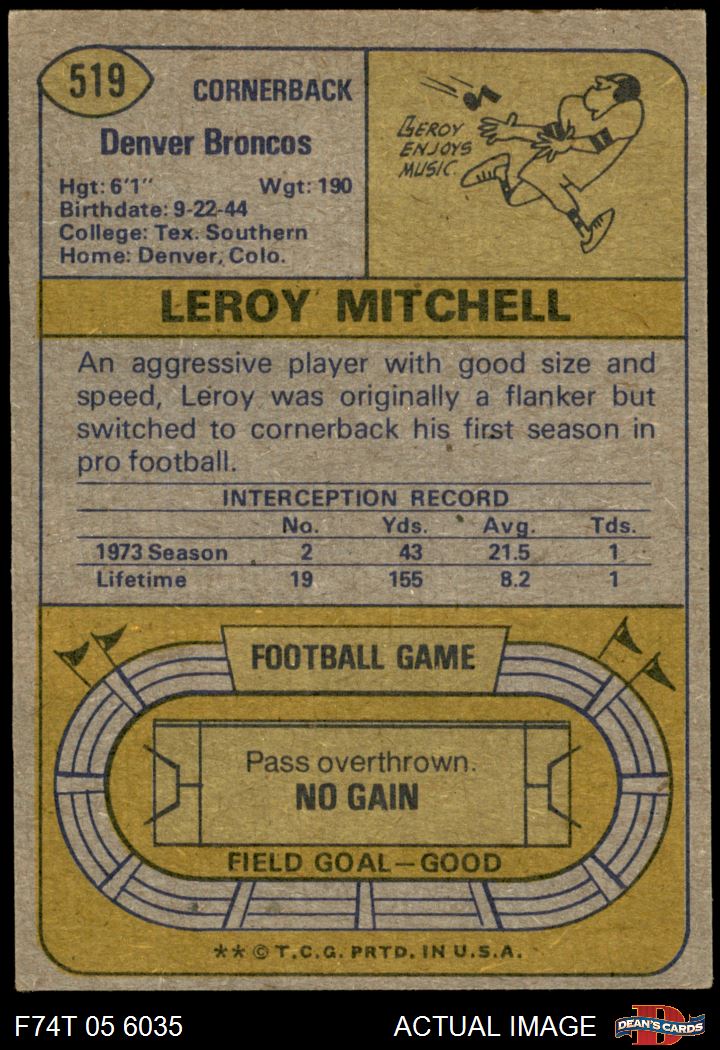 519
CORNERBACK
Denver Broncos
Hgt: 6'1" Wgt: 190
Birthdate: 9-22-44
College: Tex. Southern
Home: Denver, Colo.
LEROY
ENJOYS
MUSIC.
LEROY MITCHELL
An aggressive player with good size and
speed, Leroy was originally a flanker but
switched to cornerback his first season in
pro football.
INTERCEPTION RECORD
No. Yds. Avg. Tds.
1973 Season 2 43 21.5 1
Lifetime 19 155 8.2 1
FOOTBALL GAME
Pass overthrown.
NO GAIN
FIELD GOAL—GOOD
** © T.C.G. PRTD. IN U.S.A.
F74T 05 6035 ACTUAL IMAGE
DEAN'S CARDS